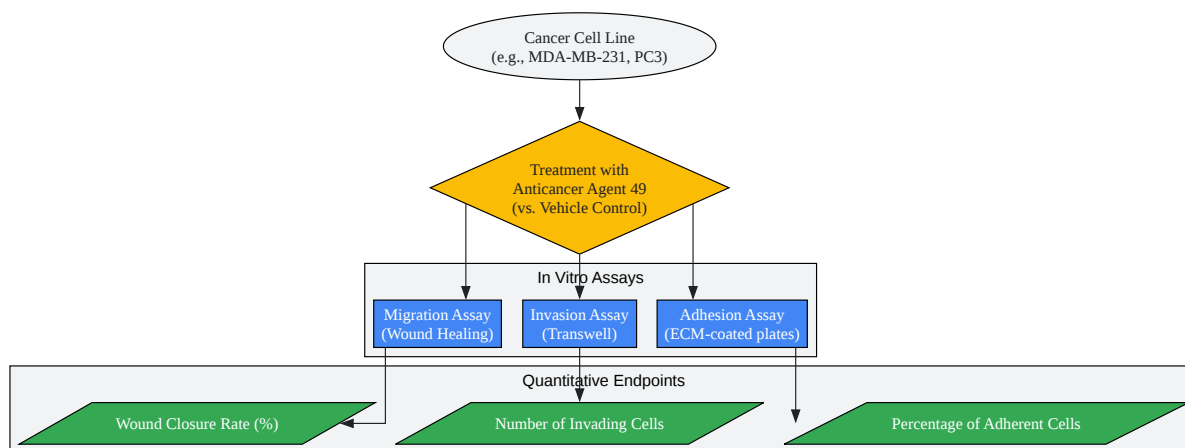 Cancer Cell Line
(e.g., MDA-MB-231, PC3)
Treatment with
Anticancer Agent 49
(vs. Vehicle Control)
In Vitro Assays
Migration Assay
(Wound Healing)
Invasion Assay
(Transwell)
Adhesion Assay
(ECM-coated plates)
Quantitative Endpoints
Wound Closure Rate (%)
Number of Invading Cells
Percentage of Adherent Cells